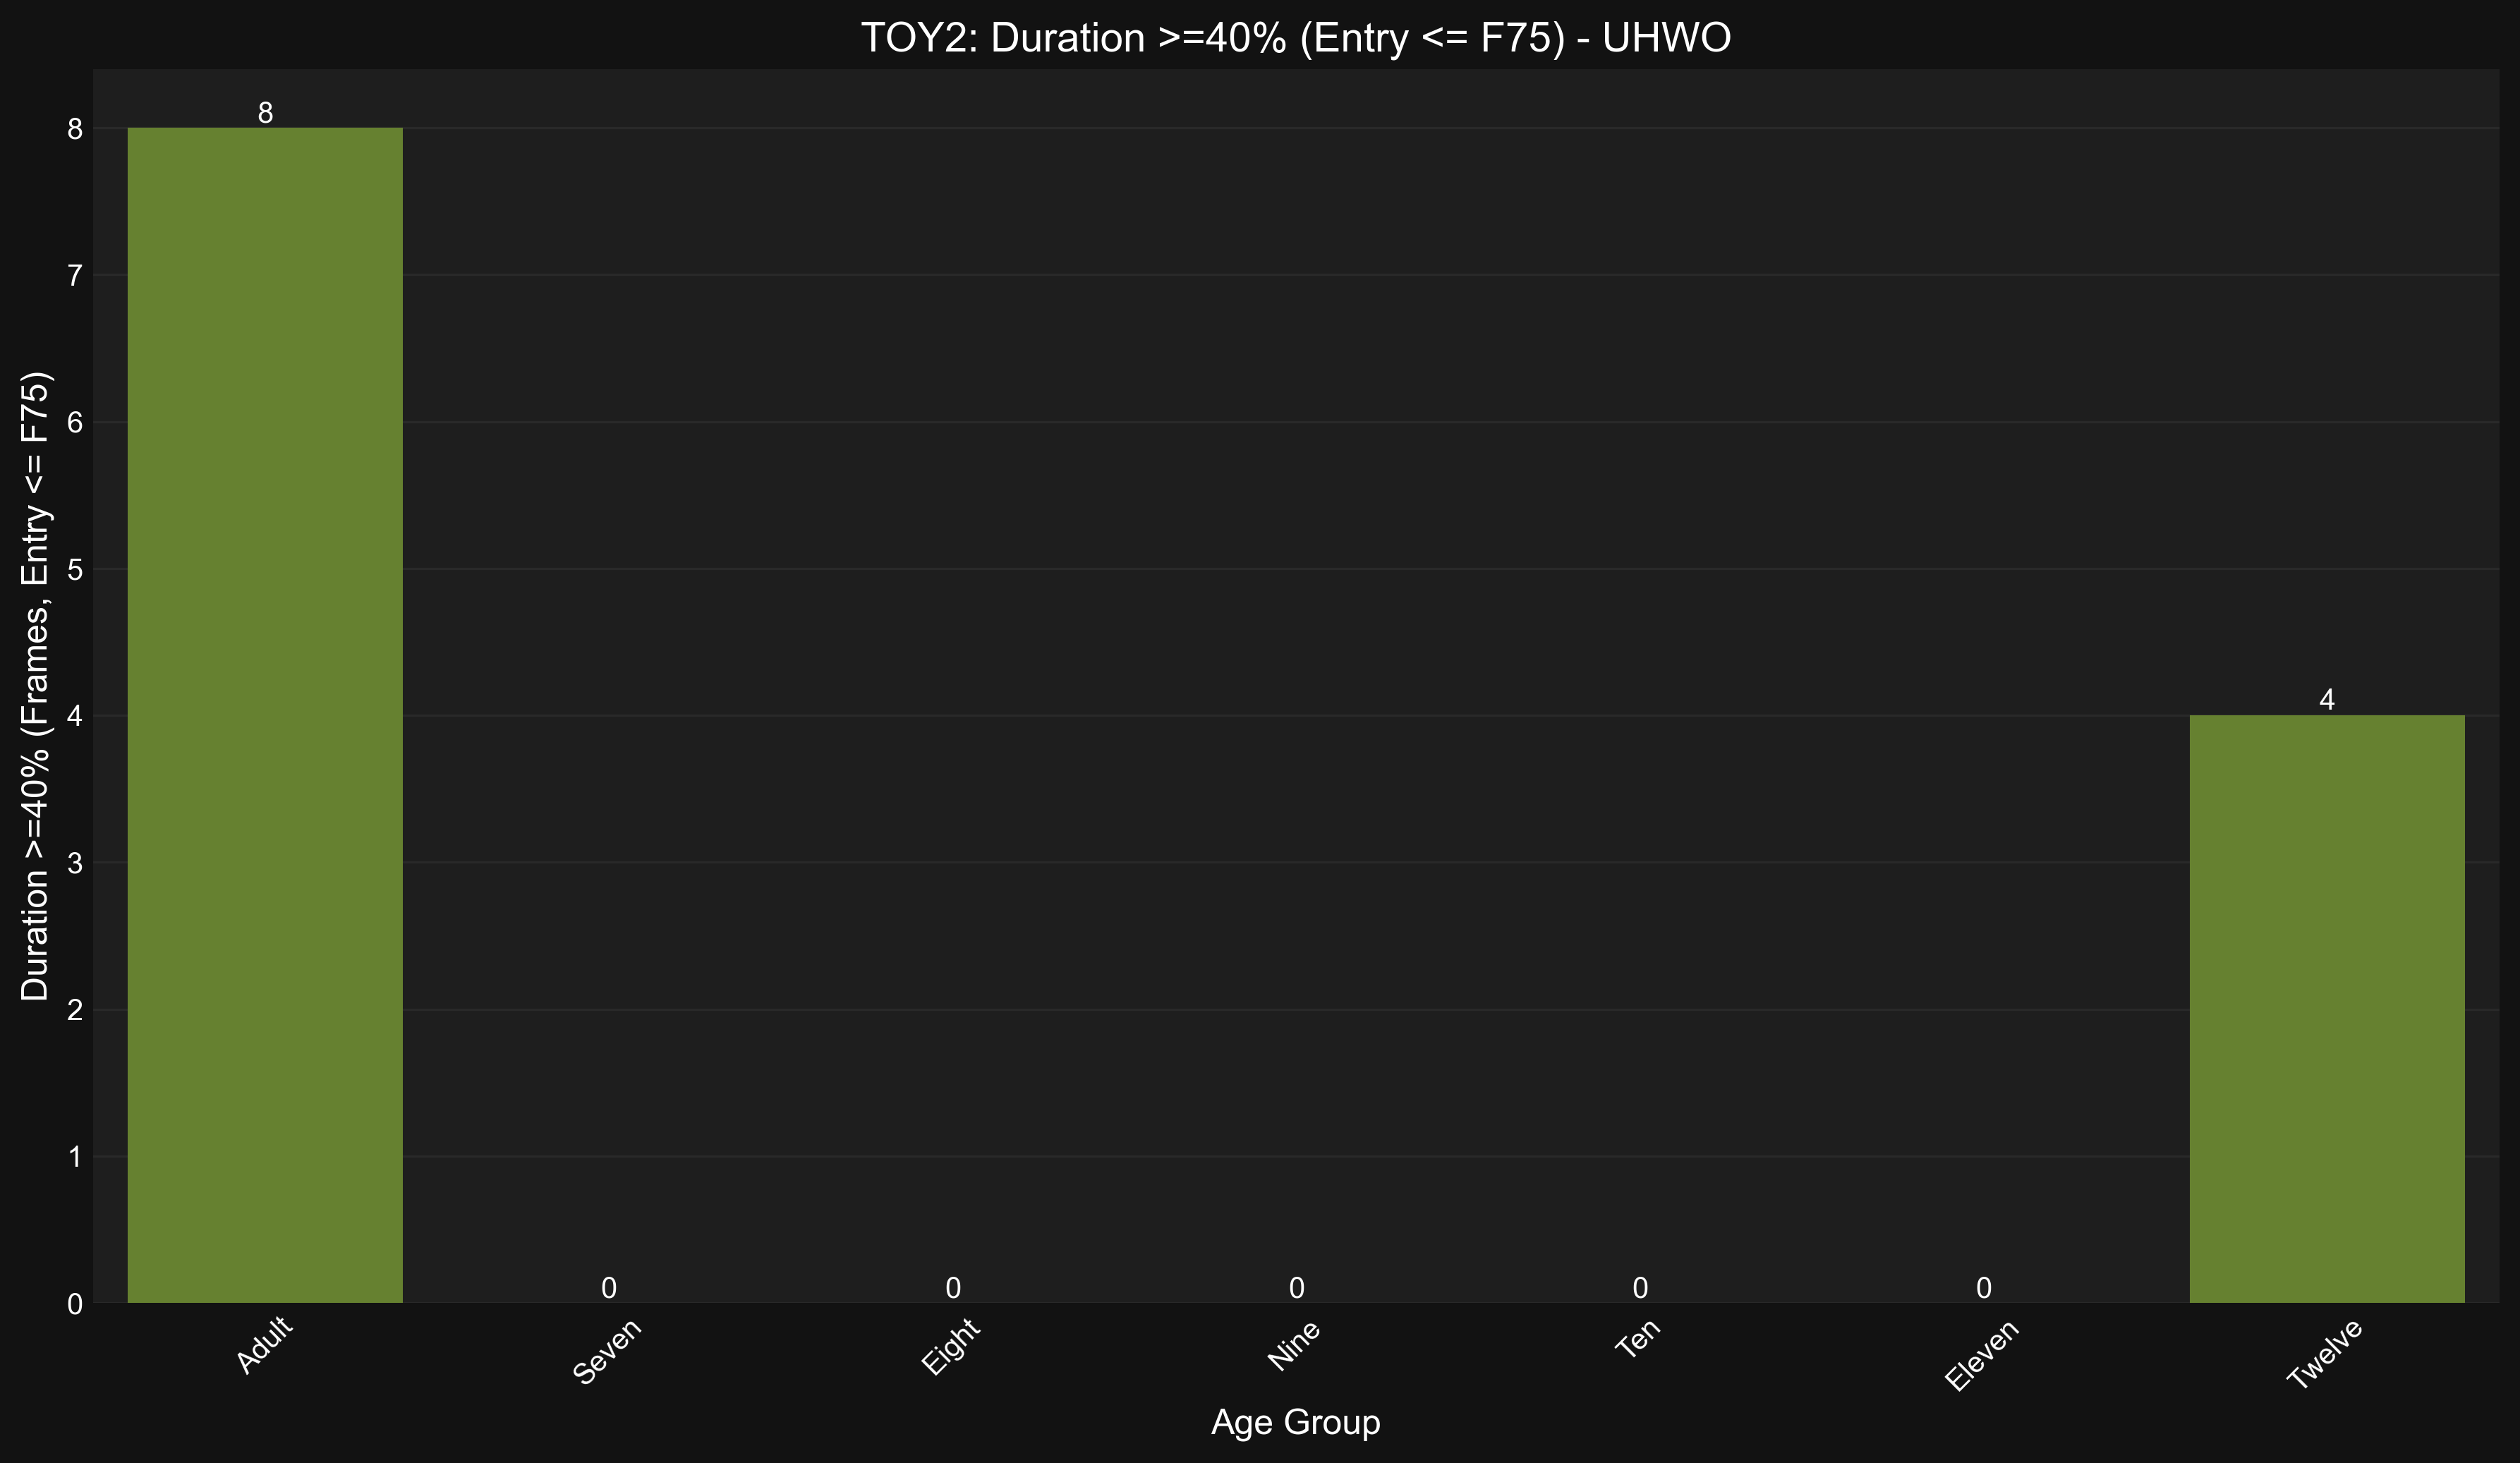 TOY2: Duration >=40% (Entry <= F75) - UHWO
Duration >=40% (Frames, Entry <= F75)
8
7
6
5
4
3
2
1
0
8
0
0
0
0
0
4
Adult
Seven
Eight
Nine
Ten
Eleven
Twelve
Age Group